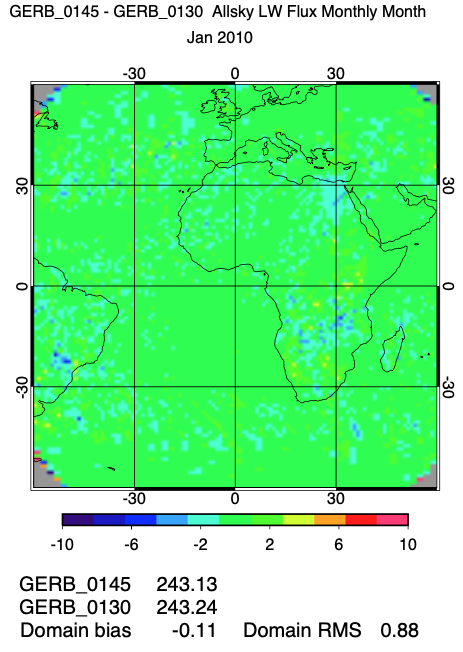 GERB_0145 - GERB_0130 Allsky LW Flux Monthly Month
Jan 2010
-30 0 30
30 30
0 0
-30 -30
-30 0 30
-10 -6 -2 2 6 10
GERB_0145 243.13
GERB_0130 243.24
Domain bias -0.11 Domain RMS 0.88